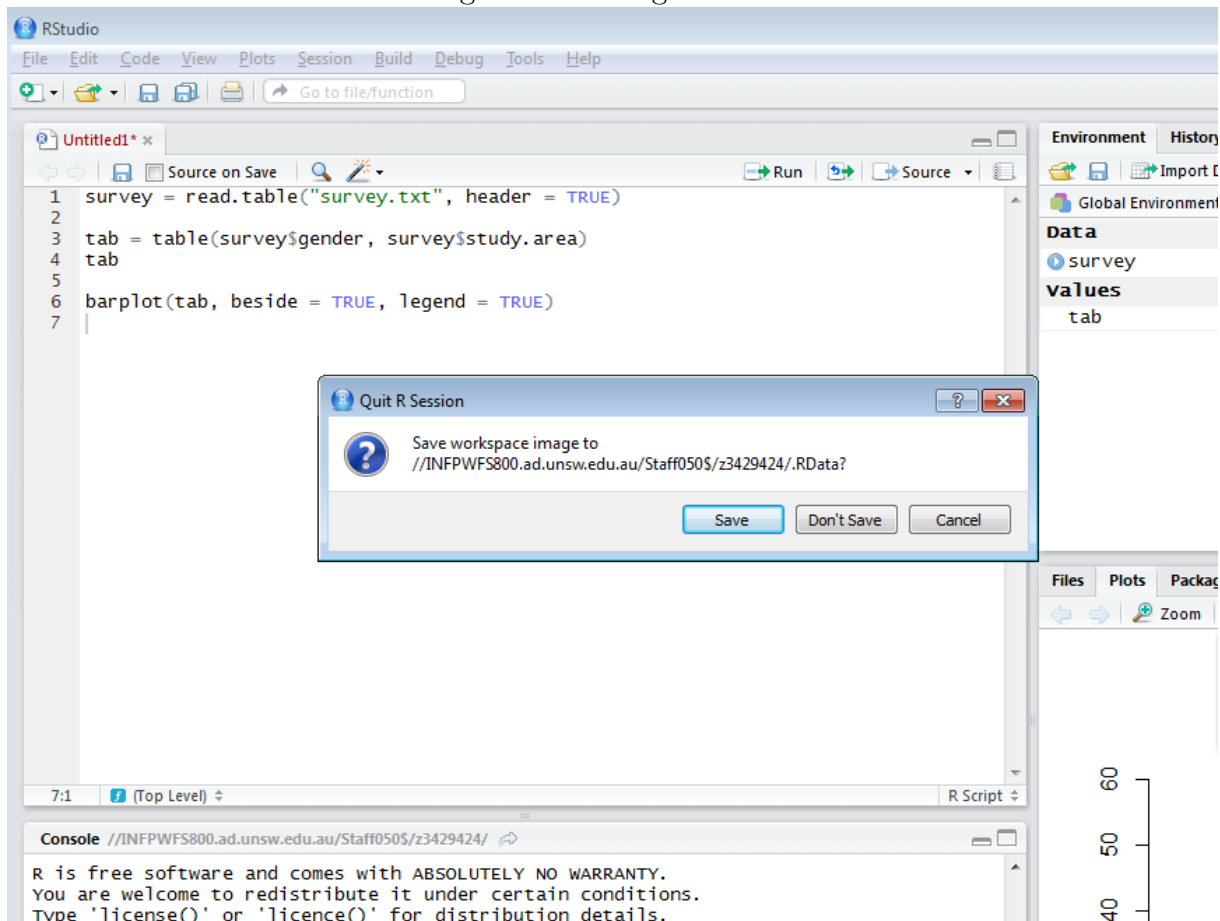 RStudio
File Edit Code View Plots Session Build Debug Tools Help
Go to file/function
Untitled1*
Source on Save
Run
Source
1 survey = read.table("survey.txt", header = TRUE)
2
3 tab = table(survey$gender, survey$study.area)
4 tab
5
6 barplot(tab, beside = TRUE, legend = TRUE)
7
Quit R Session
Save workspace image to
//INFPWFS800.ad.unsw.edu.au/Staff050$/z3429424/.RData?
Save Don't Save Cancel
7:1 (Top Level) R Script
Console //INFPWFS800.ad.unsw.edu.au/Staff050$/z3429424/
R is free software and comes with ABSOLUTELY NO WARRANTY.
You are welcome to redistribute it under certain conditions.
Type 'license()' or 'licence()' for distribution details.
Environment History
Import D
Global Environment
Data
survey
Values
tab
Files Plots Packag
Zoom
60
50
40